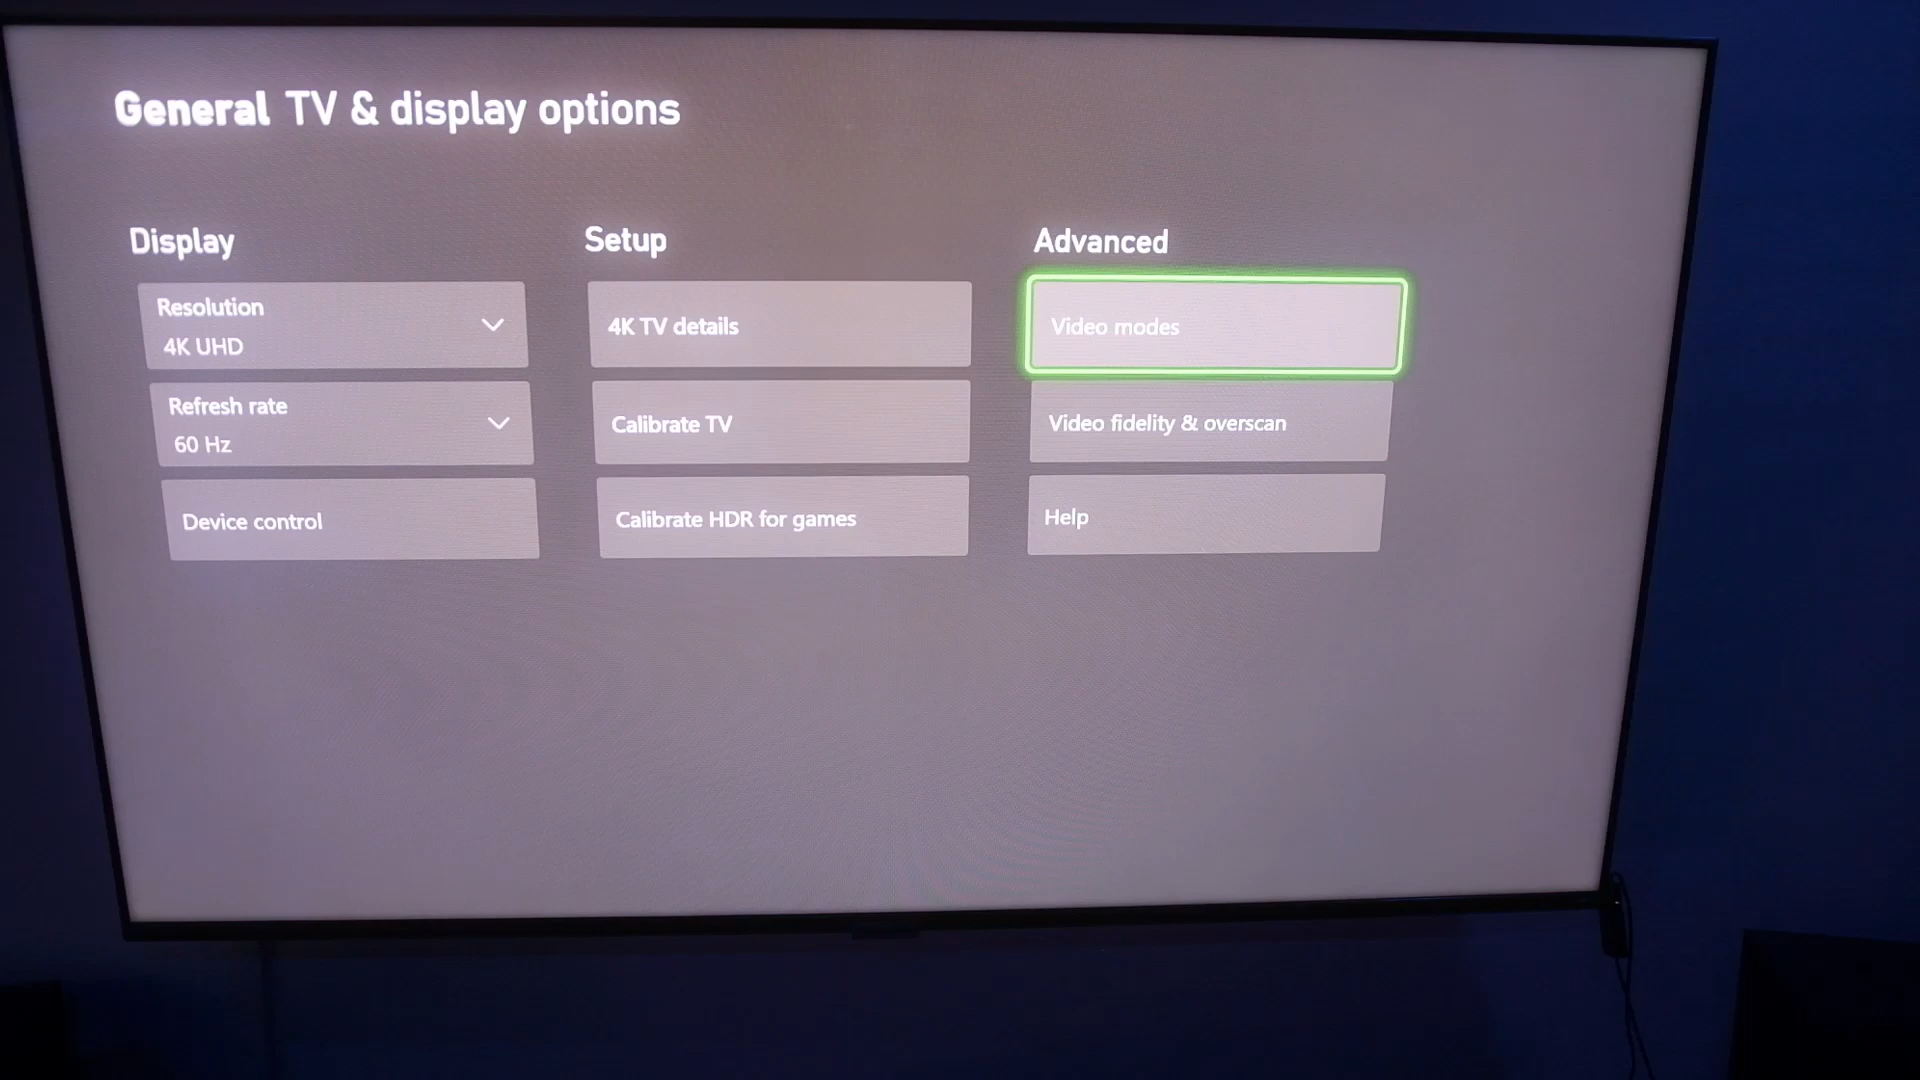 General TV & display options
Display
Resolution
4K UHD
Refresh rate
60 Hz
Device control
Setup
4K TV details
Calibrate TV
Calibrate HDR for games
Advanced
Video modes
Video fidelity & overscan
Help